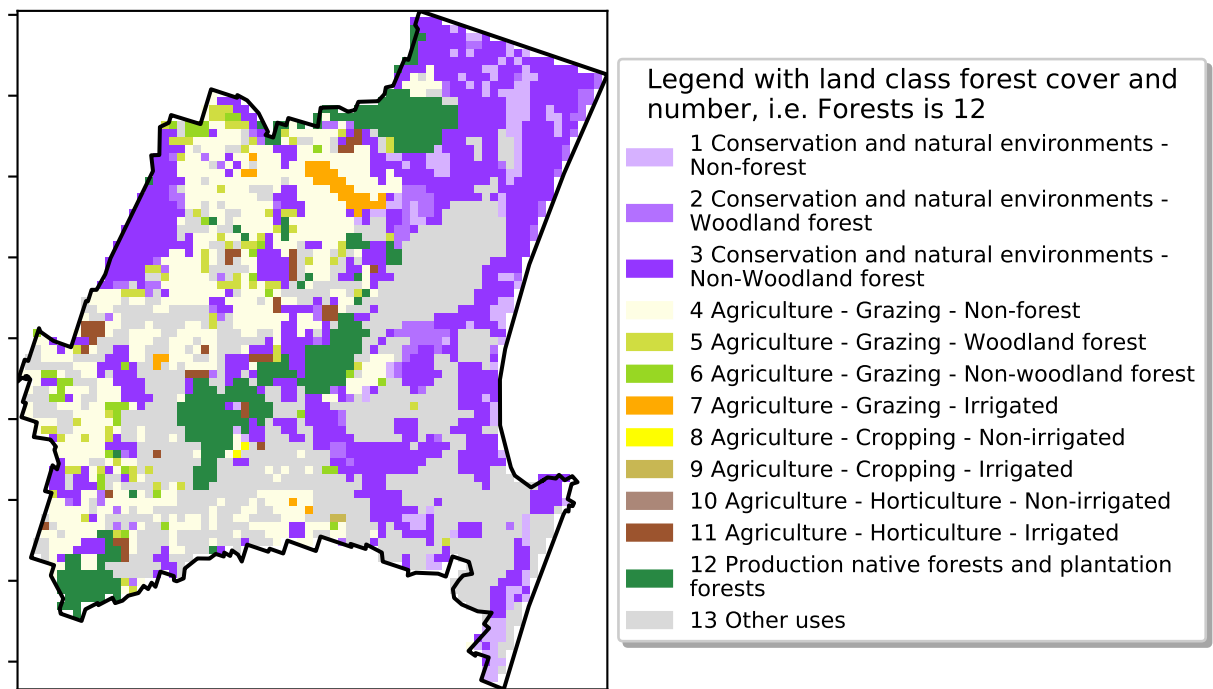 Legend with land class forest cover and
number, i.e. Forests is 12
1 Conservation and natural environments -
Non-forest
2 Conservation and natural environments -
Woodland forest
3 Conservation and natural environments -
Non-Woodland forest
4 Agriculture - Grazing - Non-forest
5 Agriculture - Grazing - Woodland forest
6 Agriculture - Grazing - Non-woodland forest
7 Agriculture - Grazing - Irrigated
8 Agriculture - Cropping - Non-irrigated
9 Agriculture - Cropping - Irrigated
10 Agriculture - Horticulture - Non-irrigated
11 Agriculture - Horticulture - Irrigated
12 Production native forests and plantation
forests
13 Other uses